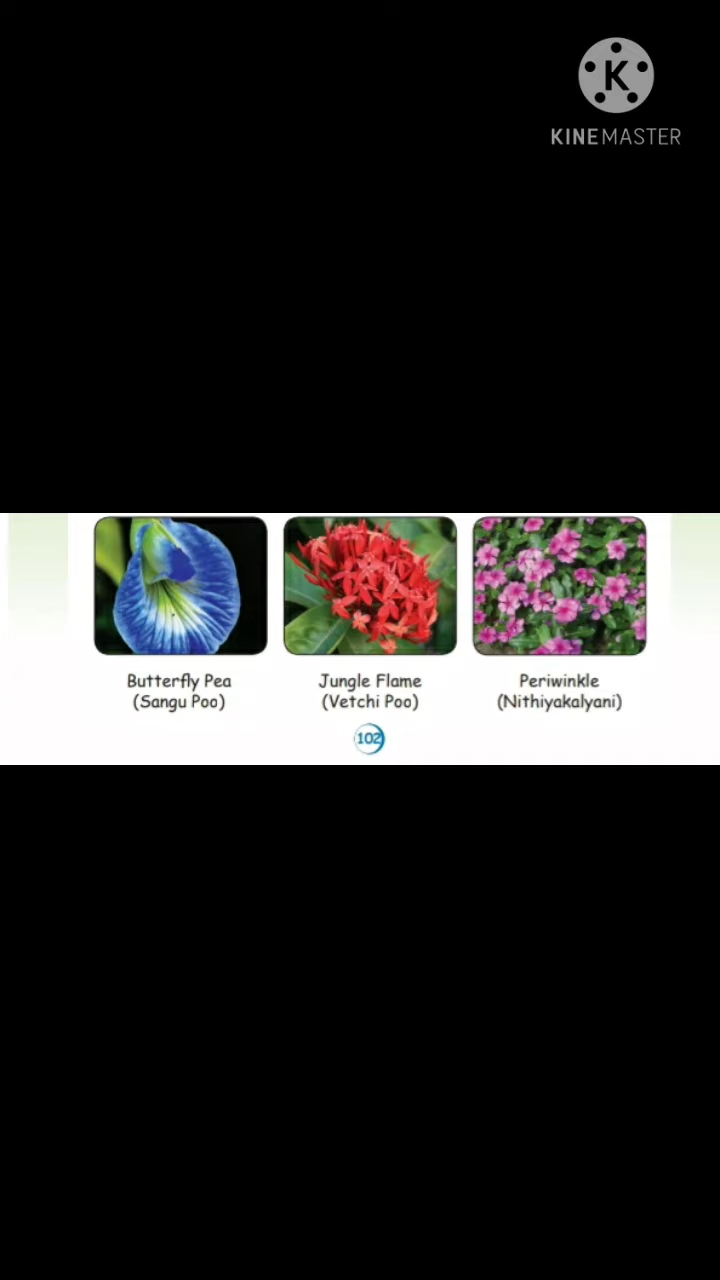 K
KINEMASTER
Butterfly Pea
(Sangu Poo)
Jungle Flame
(Vetchi Poo)
Periwinkle
(Nithiyakalyani)
102